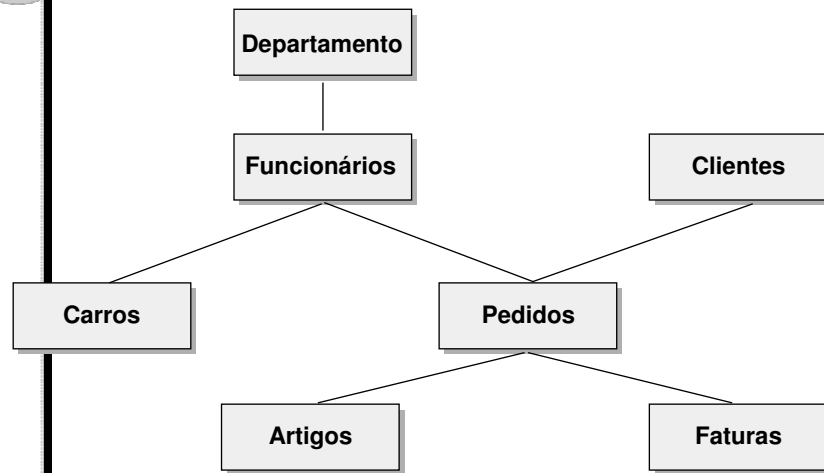 Departamento
Funcionários
Clientes
Carros
Pedidos
Artigos
Faturas